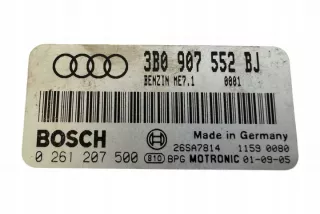 3B0 907 552 BJ
BENZIN ME7.1 0001
Made in Germany
BOSCH
26SA7814 1159 0080
0 261 207 500 810 BPG MOTRONIC 01-09-05